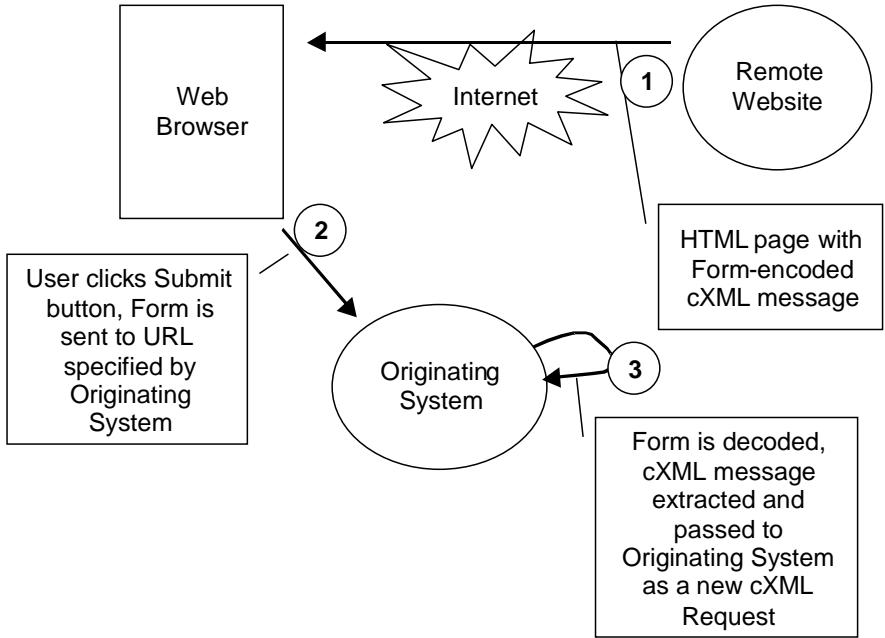 Web
Browser
Internet
1
Remote
Website
HTML page with
Form-encoded
cXML message
2
User clicks Submit
button, Form is
sent to URL
specified by
Originating
System
Originating
System
3
Form is decoded,
cXML message
extracted and
passed to
Originating System
as a new cXML
Request